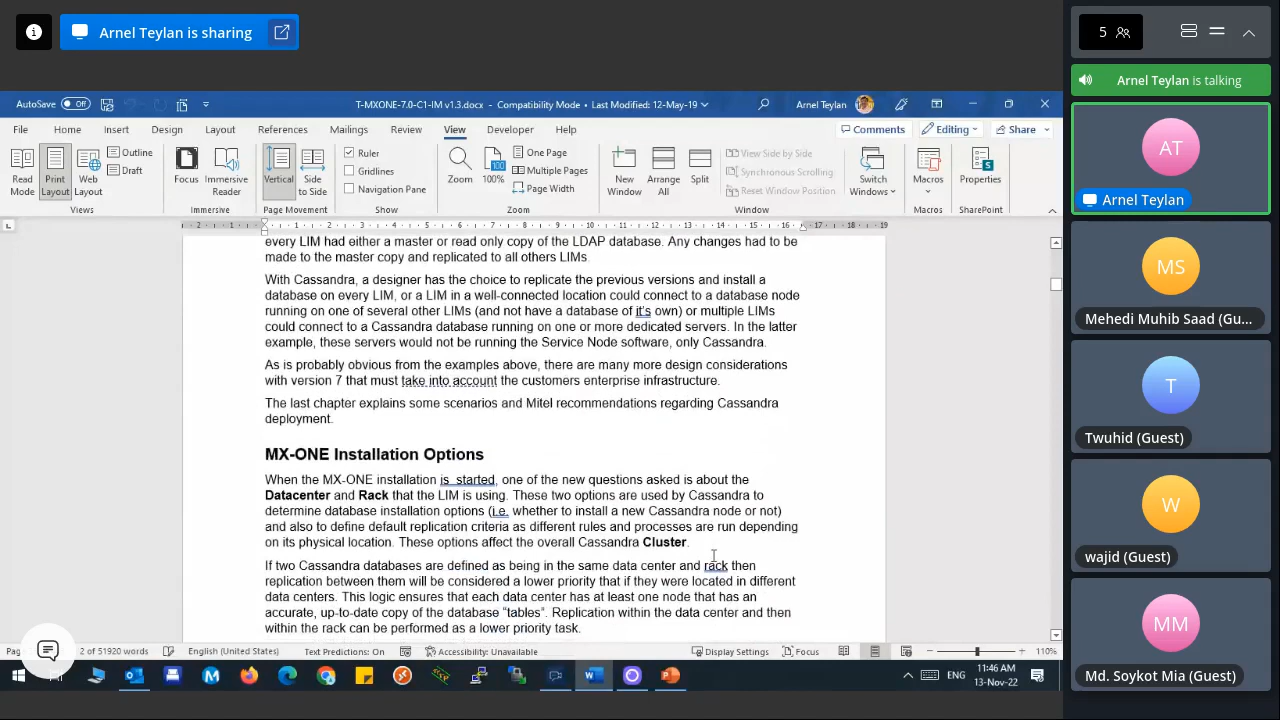 Arnel Teylan is sharing
5
Arnel Teylan is talking
AutoSave Off
T-MXONE-7.0-C1-IM v1.3.docx - Compatibility Mode • Last Modified: 12-May-19
Arnel Teylan
File Home Insert Design Layout References Mailings Review View Developer Help
Comments Editing Share
Read Mode
Print Layout
Web Layout
Outline
Draft
Views
Focus
Immersive Reader
Immersive
Vertical
Side to Side
Page Movement
Ruler
Gridlines
Navigation Pane
Show
Zoom
100%
One Page
Multiple Pages
Page Width
Zoom
New Window
Arrange All
Split
View Side by Side
Synchronous Scrolling
Reset Window Position
Window
Switch Windows
Macros
Macros
Properties
SharePoint
2 1 1 2 3 4 5 6 7 8 9 10 11 12 13 14 15 16 17 18 19
every LIM had either a master or read only copy of the LDAP database. Any changes had to be
made to the master copy and replicated to all others LIMs.
With Cassandra, a designer has the choice to replicate the previous versions and install a
database on every LIM, or a LIM in a well-connected location could connect to a database node
running on one of several other LIMs (and not have a database of it's own) or multiple LIMs
could connect to a Cassandra database running on one or more dedicated servers. In the latter
example, these servers would not be running the Service Node software, only Cassandra.
As is probably obvious from the examples above, there are many more design considerations
with version 7 that must take into account the customers enterprise infrastructure.
The last chapter explains some scenarios and Mitel recommendations regarding Cassandra
deployment.
MX-ONE Installation Options
When the MX-ONE installation is started, one of the new questions asked is about the
Datacenter and Rack that the LIM is using. These two options are used by Cassandra to
determine database installation options (i.e. whether to install a new Cassandra node or not)
and also to define default replication criteria as different rules and processes are run depending
on its physical location. These options affect the overall Cassandra Cluster.
If two Cassandra databases are defined as being in the same data center and rack then
replication between them will be considered a lower priority that if they were located in different
data centers. This logic ensures that each data center has at least one node that has an
accurate, up-to-date copy of the database "tables". Replication within the data center and then
within the rack can be performed as a lower priority task.
Pag
2 of 51920 words
English (United States)
Text Predictions: On
Accessibility: Unavailable
Display Settings
Focus
110%
ENG
11:46 AM
13-Nov-22
AT
Arnel Teylan
MS
Mehedi Muhib Saad (Gu...
T
Twuhid (Guest)
W
wajid (Guest)
MM
Md. Soykot Mia (Guest)